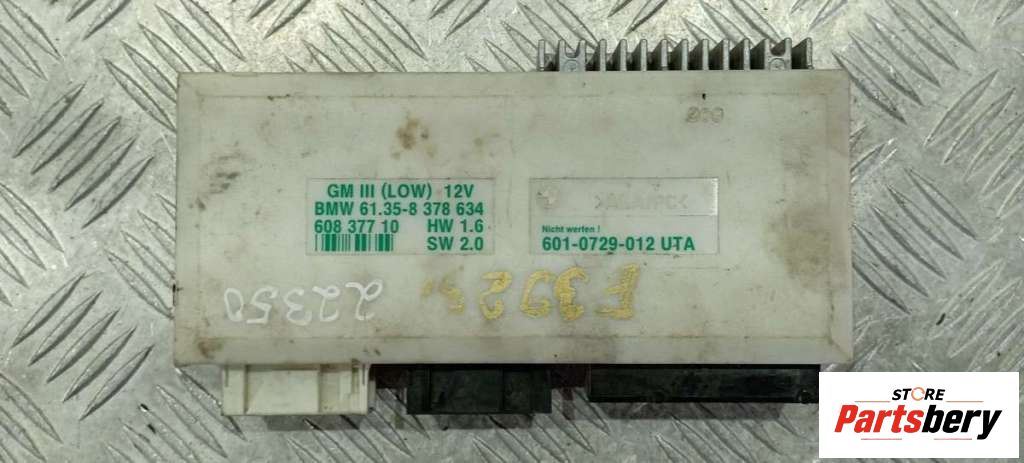 GM III (LOW) 12V
BMW 61.35-8 378 634
608 377 10 HW 1.6
SW 2.0
Nicht werfen !
601-0729-012 UTA
22350
STORE
Partsbery